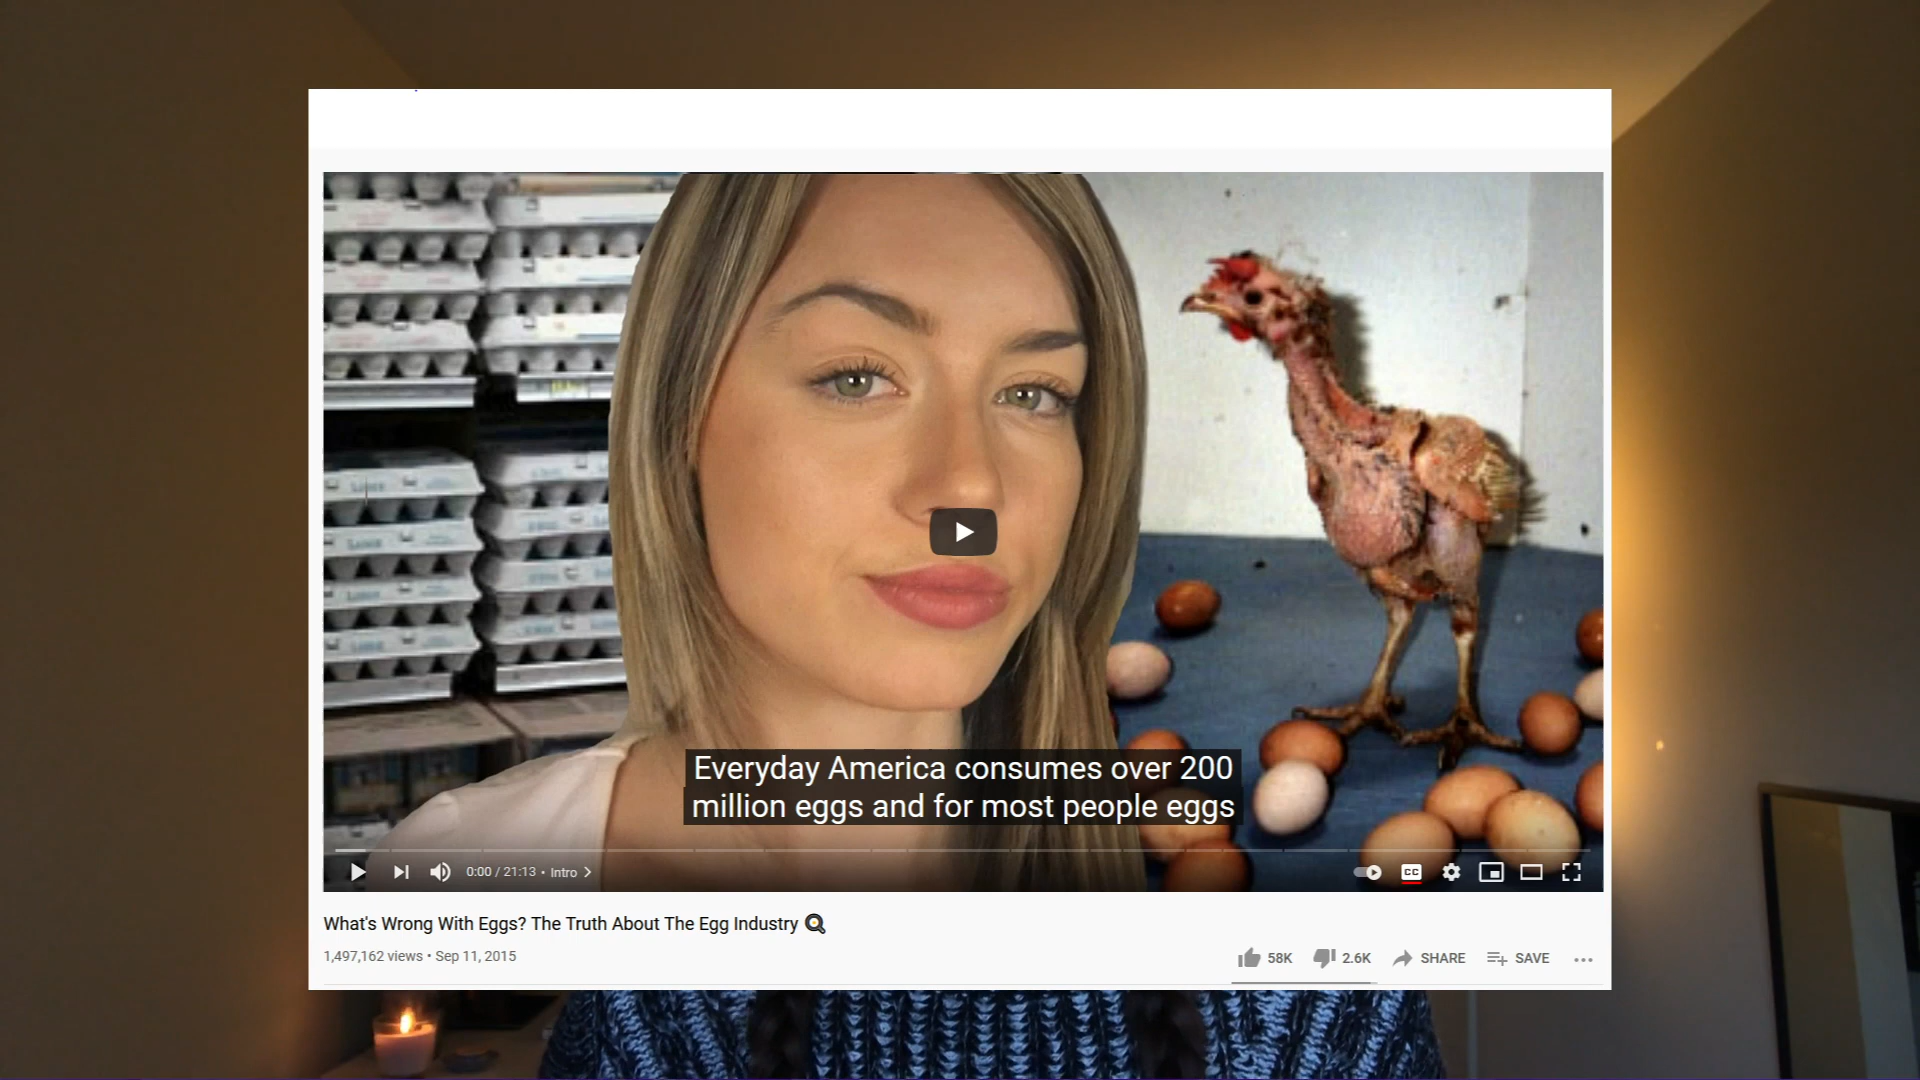 Everyday America consumes over 200
million eggs and for most people eggs
0:00 / 21:13 • Intro
CC
What's Wrong With Eggs? The Truth About The Egg Industry
1,497,162 views • Sep 11, 2015
58K 2.6K SHARE SAVE